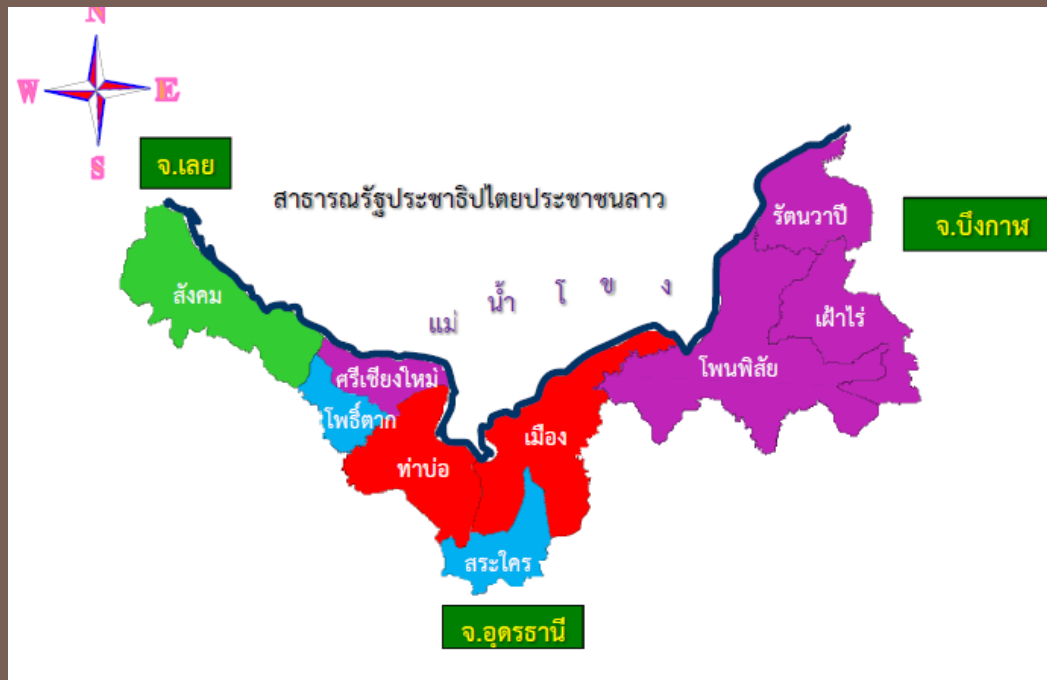 N
W
E
S
จ.เลย
สาธารณรัฐประชาธิปไตยประชาชนลาว
จ.บึงกาฬ
รัตนวาปี
แม่ น้ำ โ ข ง
สังคม
เฝ้าไร่
ศรีเชียงใหม่
โพนพิสัย
โพธิ์ตาก
เมือง
ท่าบ่อ
สระใคร
จ.อุดรธานี